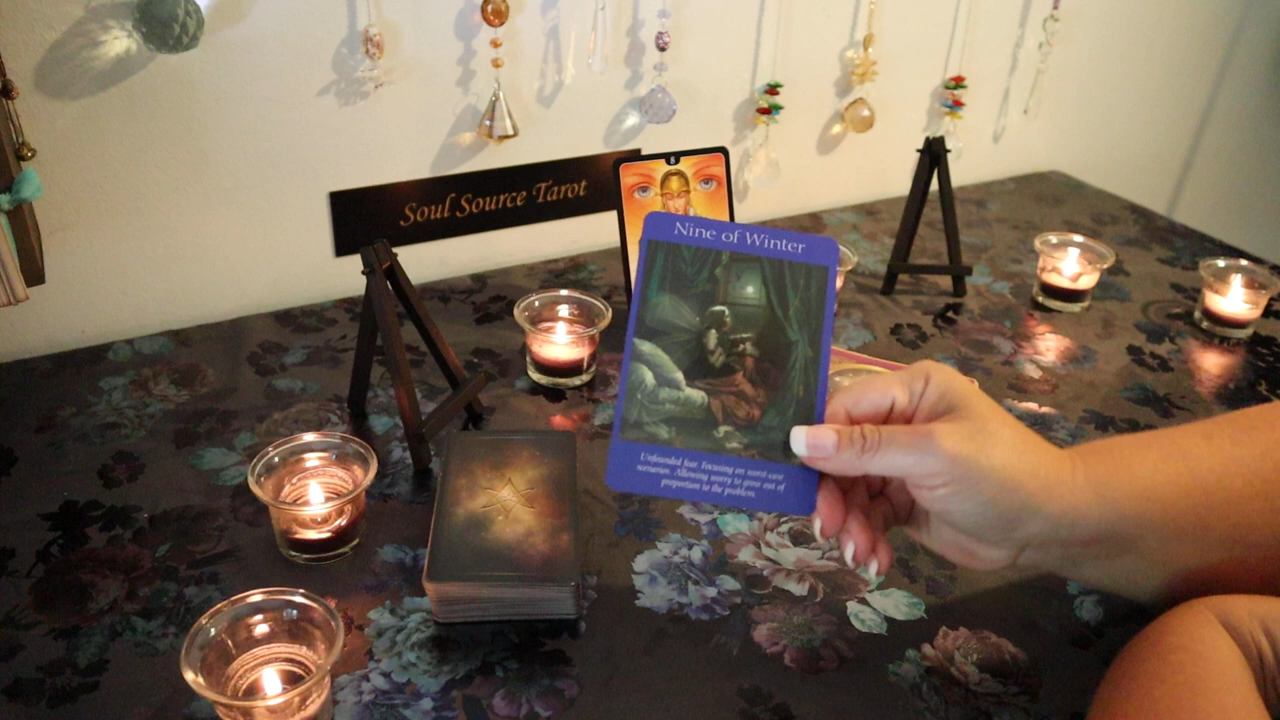 Soul Source Tarot
8
Nine of Winter
Unfounded fear. Focusing on worst-case
scenarios. Allowing worry to grow out of
proportion to the problem.